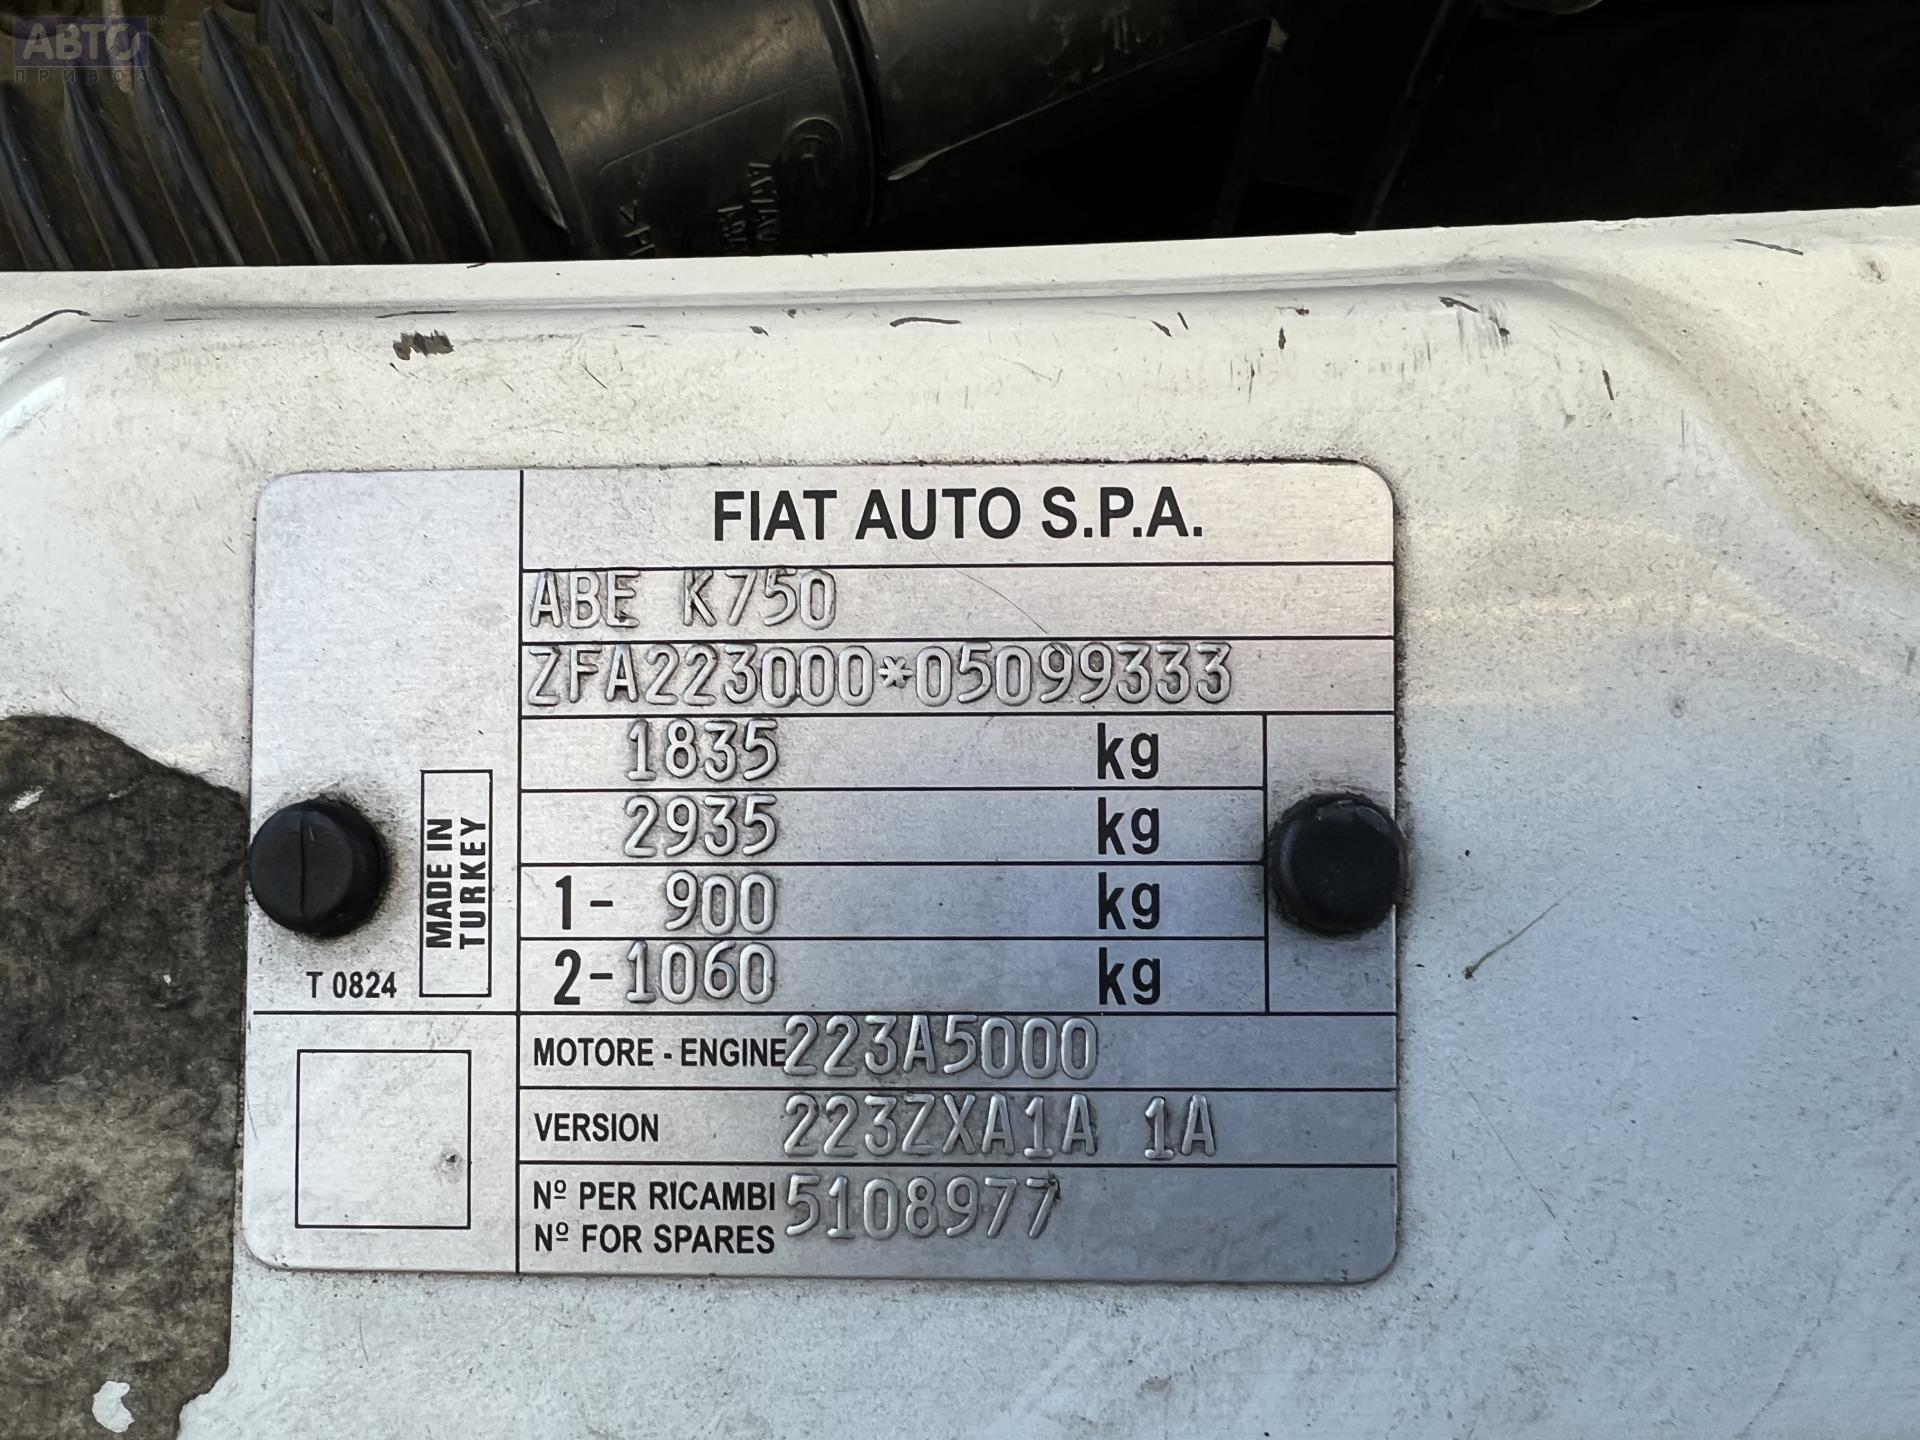 АВТО
ПРИВОЗ
FIAT AUTO S.P.A.
ABE K750
ZFA223000*05099333
1835 kg
2935 kg
1- 900 kg
2- 1060 kg
MADE IN
TURKEY
T 0824
MOTORE - ENGINE 223A5000
VERSION 223ZXA1A 1A
Nº PER RICAMBI 5108977
Nº FOR SPARES